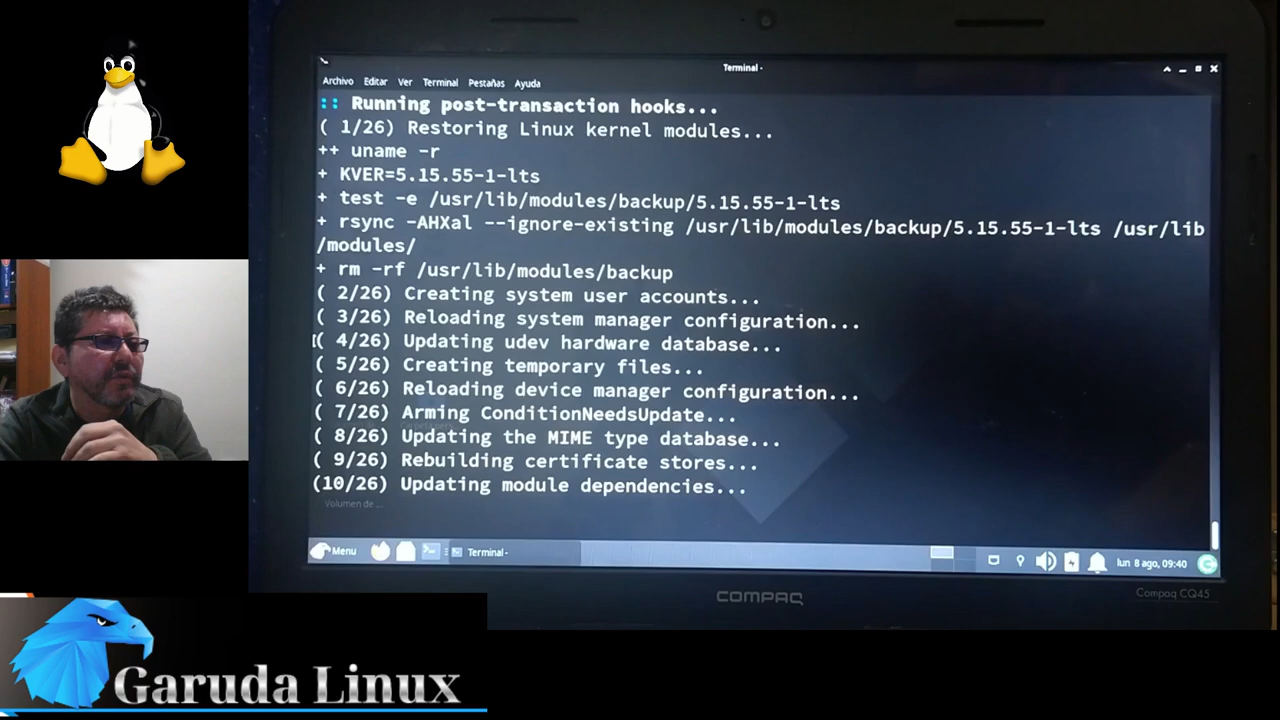 Terminal -
Archivo Editar Ver Terminal Pestañas Ayuda
:: Running post-transaction hooks...
( 1/26) Restoring Linux kernel modules...
++ uname -r
+ KVER=5.15.55-1-lts
+ test -e /usr/lib/modules/backup/5.15.55-1-lts
+ rsync -AHXal --ignore-existing /usr/lib/modules/backup/5.15.55-1-lts /usr/lib
/modules/
+ rm -rf /usr/lib/modules/backup
( 2/26) Creating system user accounts...
( 3/26) Reloading system manager configuration...
( 4/26) Updating udev hardware database...
( 5/26) Creating temporary files...
( 6/26) Reloading device manager configuration...
( 7/26) Arming ConditionNeedsUpdate...
( 8/26) Updating the MIME type database...
( 9/26) Rebuilding certificate stores...
(10/26) Updating module dependencies...
Volumen de ...
Menu Terminal - lun 8 ago, 09:40
COMPAQ
Compaq CQ45
Garuda Linux